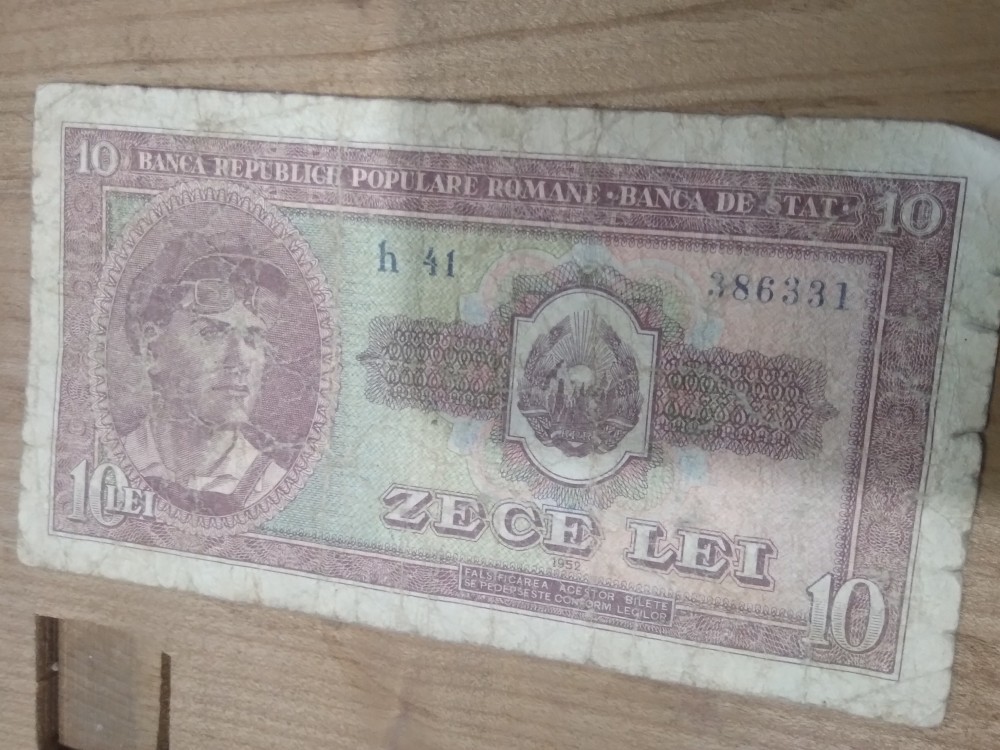 10 BANCA REPUBLICII POPULARE ROMANE • BANCA DE STAT • 10
h 41
386331
10 LEI
ZECE LEI
1952
FALSIFICAREA ACESTOR BILETE
SE PEDEPSESTE CONFORM LEGILOR
10